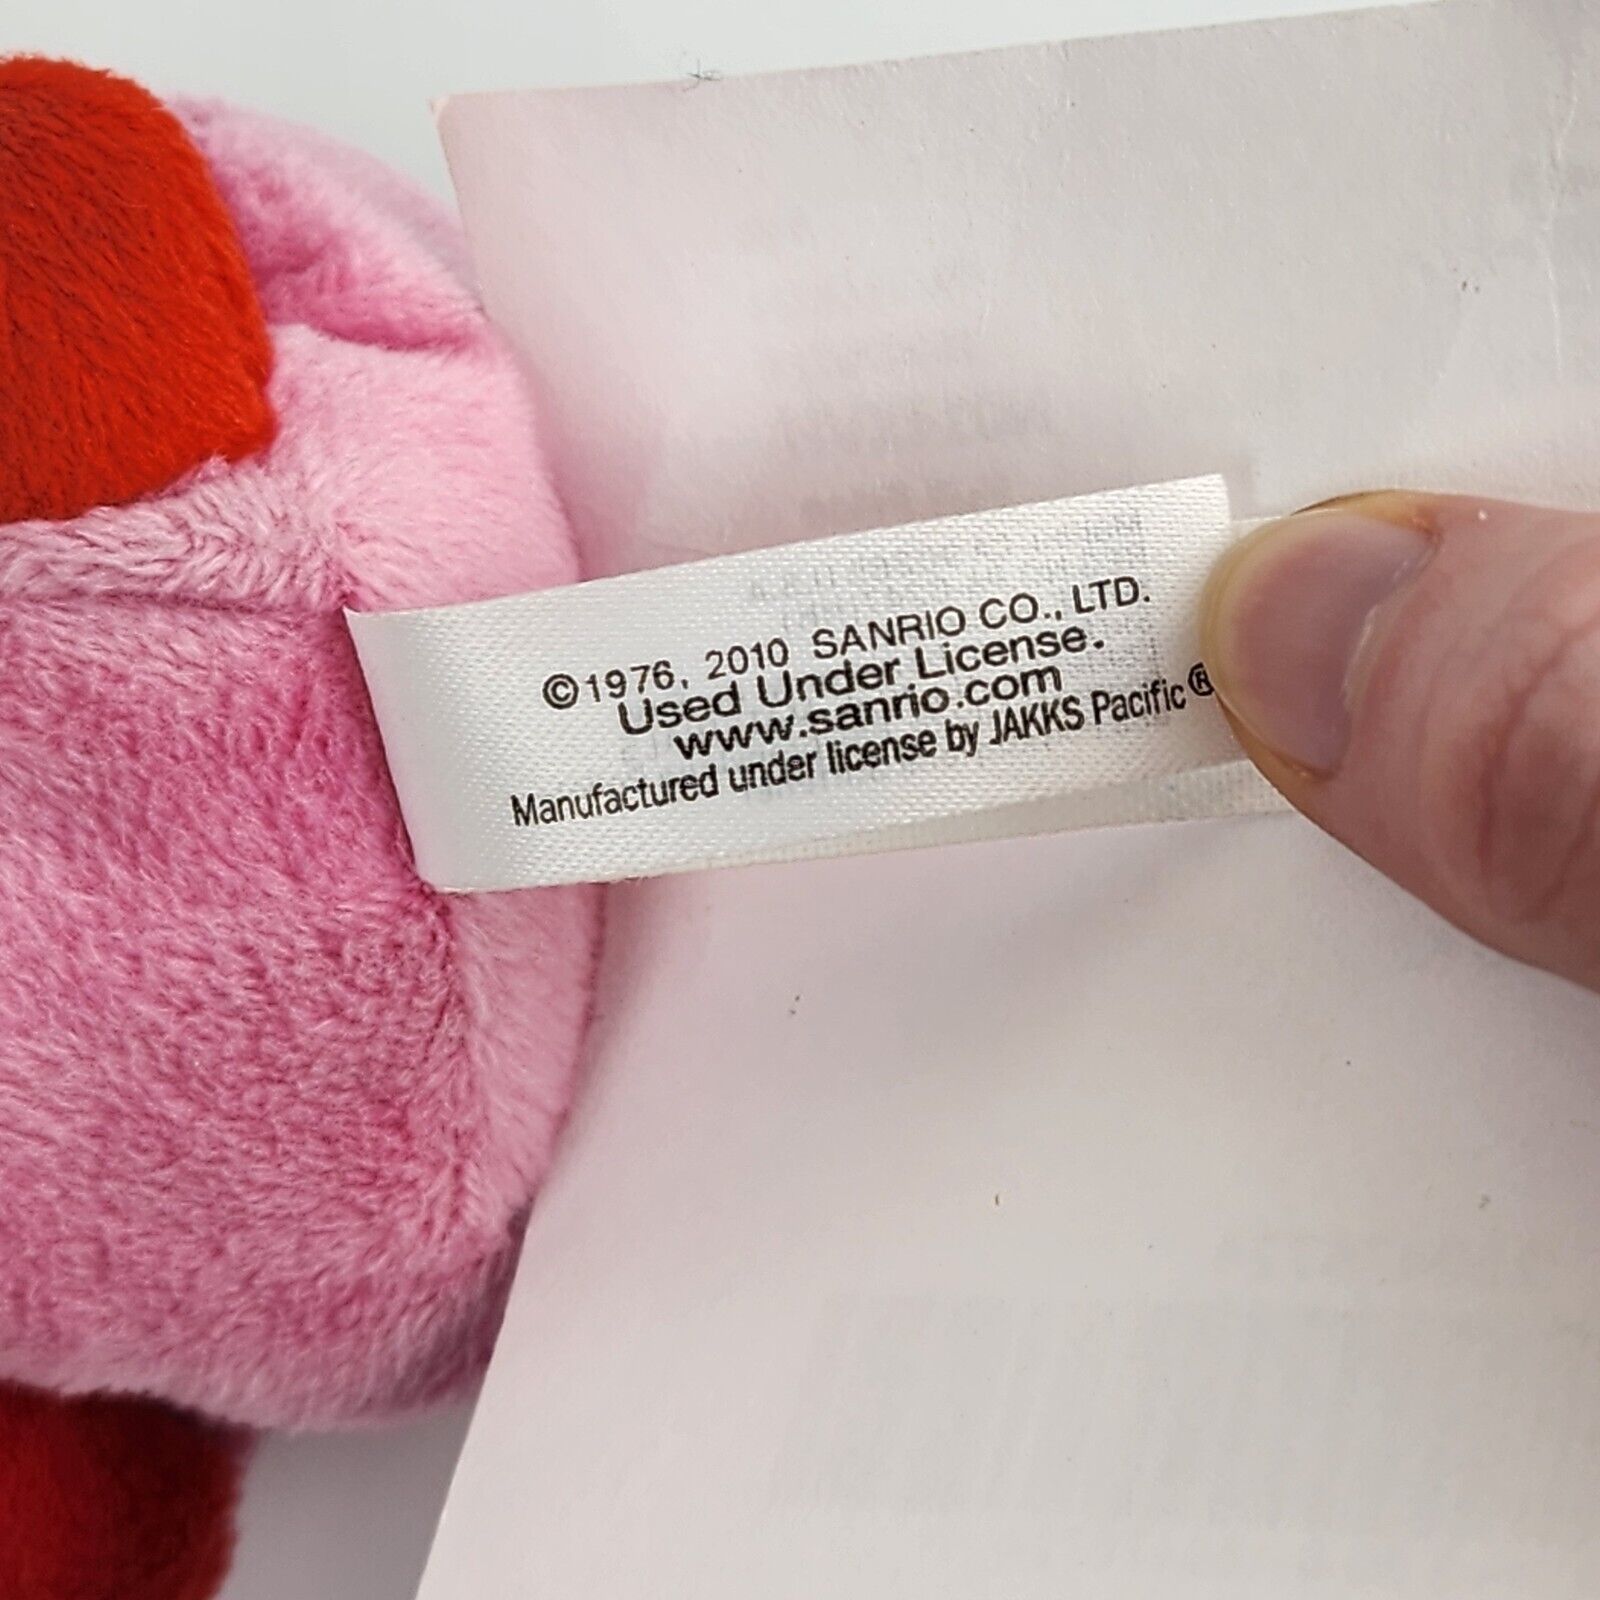 ©1976, 2010 SANRIO CO., LTD.
Used Under License.
www.sanrio.com
Manufactured under license by JAKKS Pacific®